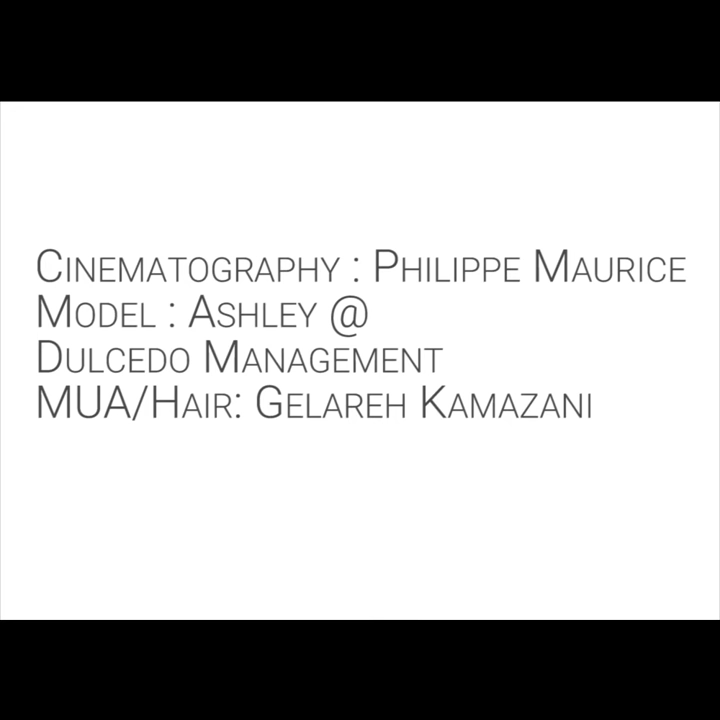 Cinematography : Philippe Maurice
Model : Ashley @
Dulcedo Management
MUA/Hair: Gelareh Kamazani